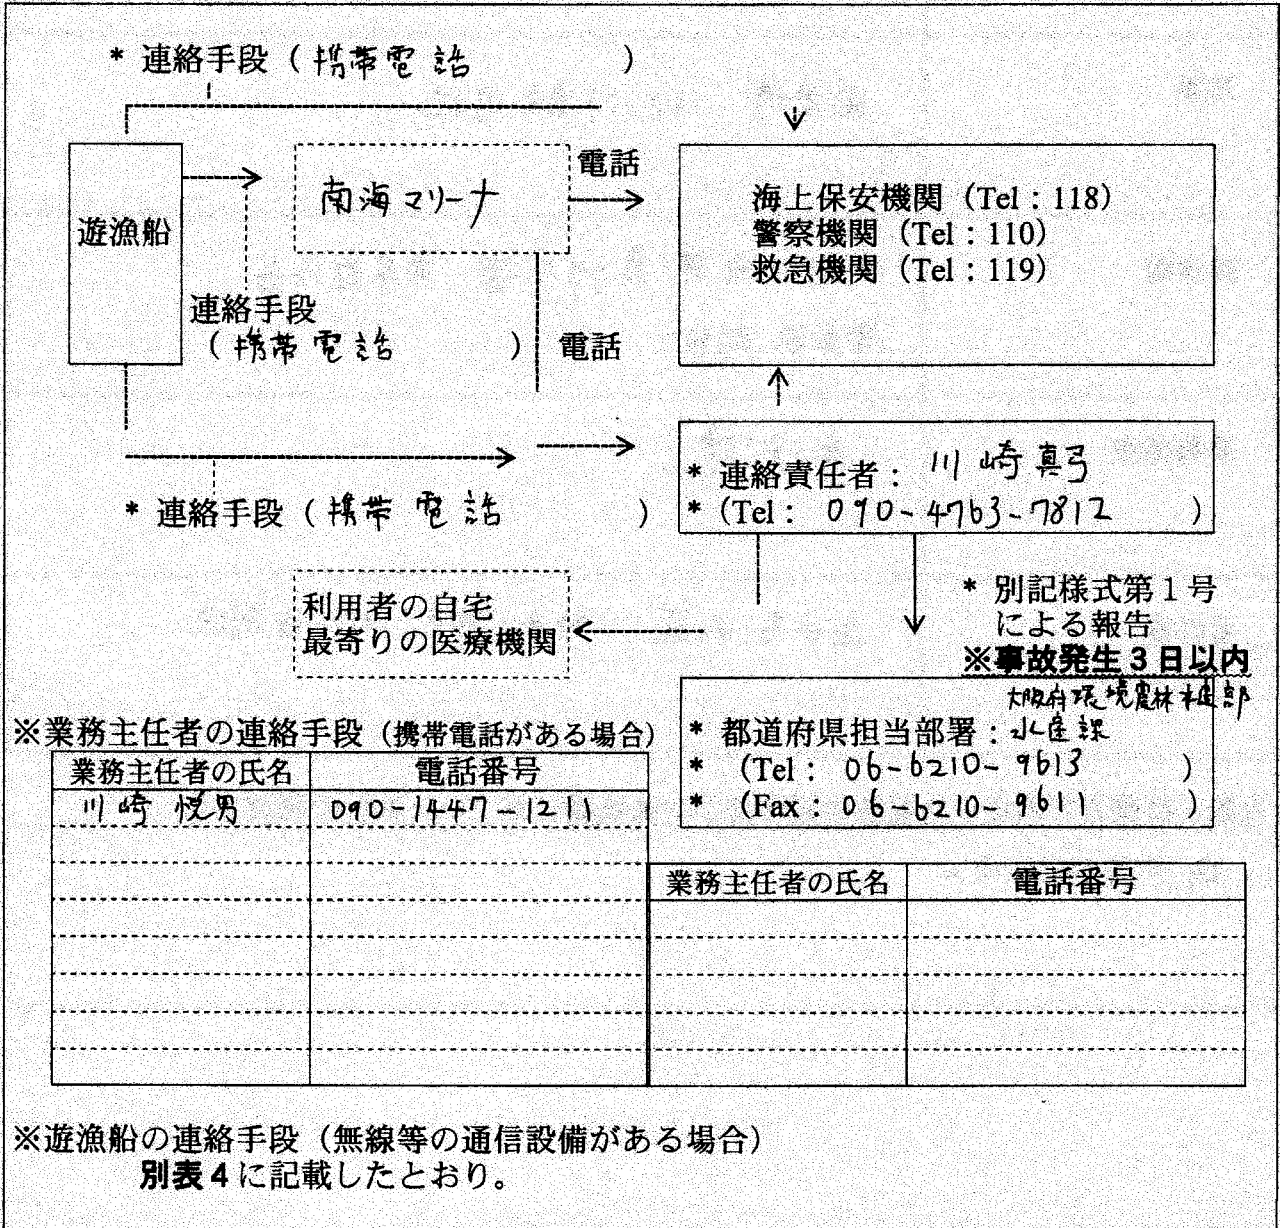 * 連絡手段（携帯電話　　　）
遊漁船
南海マリーナ
電話
海上保安機関（Tel：118）
警察機関（Tel：110）
救急機関（Tel：119）
連絡手段
（携帯電話　　　）
電話
* 連絡責任者： 川崎真弓
* （Tel： 090-4763-7812　　）
* 連絡手段（携帯電話　　　）
利用者の自宅
最寄りの医療機関
* 別記様式第１号
による報告
※事故発生３日以内
大阪府環境農林水産部
* 都道府県担当部署：水産課
* （Tel： 06-6210-9613　　）
* （Fax：06-6210-9611　　）
※業務主任者の連絡手段（携帯電話がある場合）
業務主任者の氏名　電話番号
川崎 悦男　090-1447-1211
業務主任者の氏名　電話番号
※遊漁船の連絡手段（無線等の通信設備がある場合）
別表４に記載したとおり。